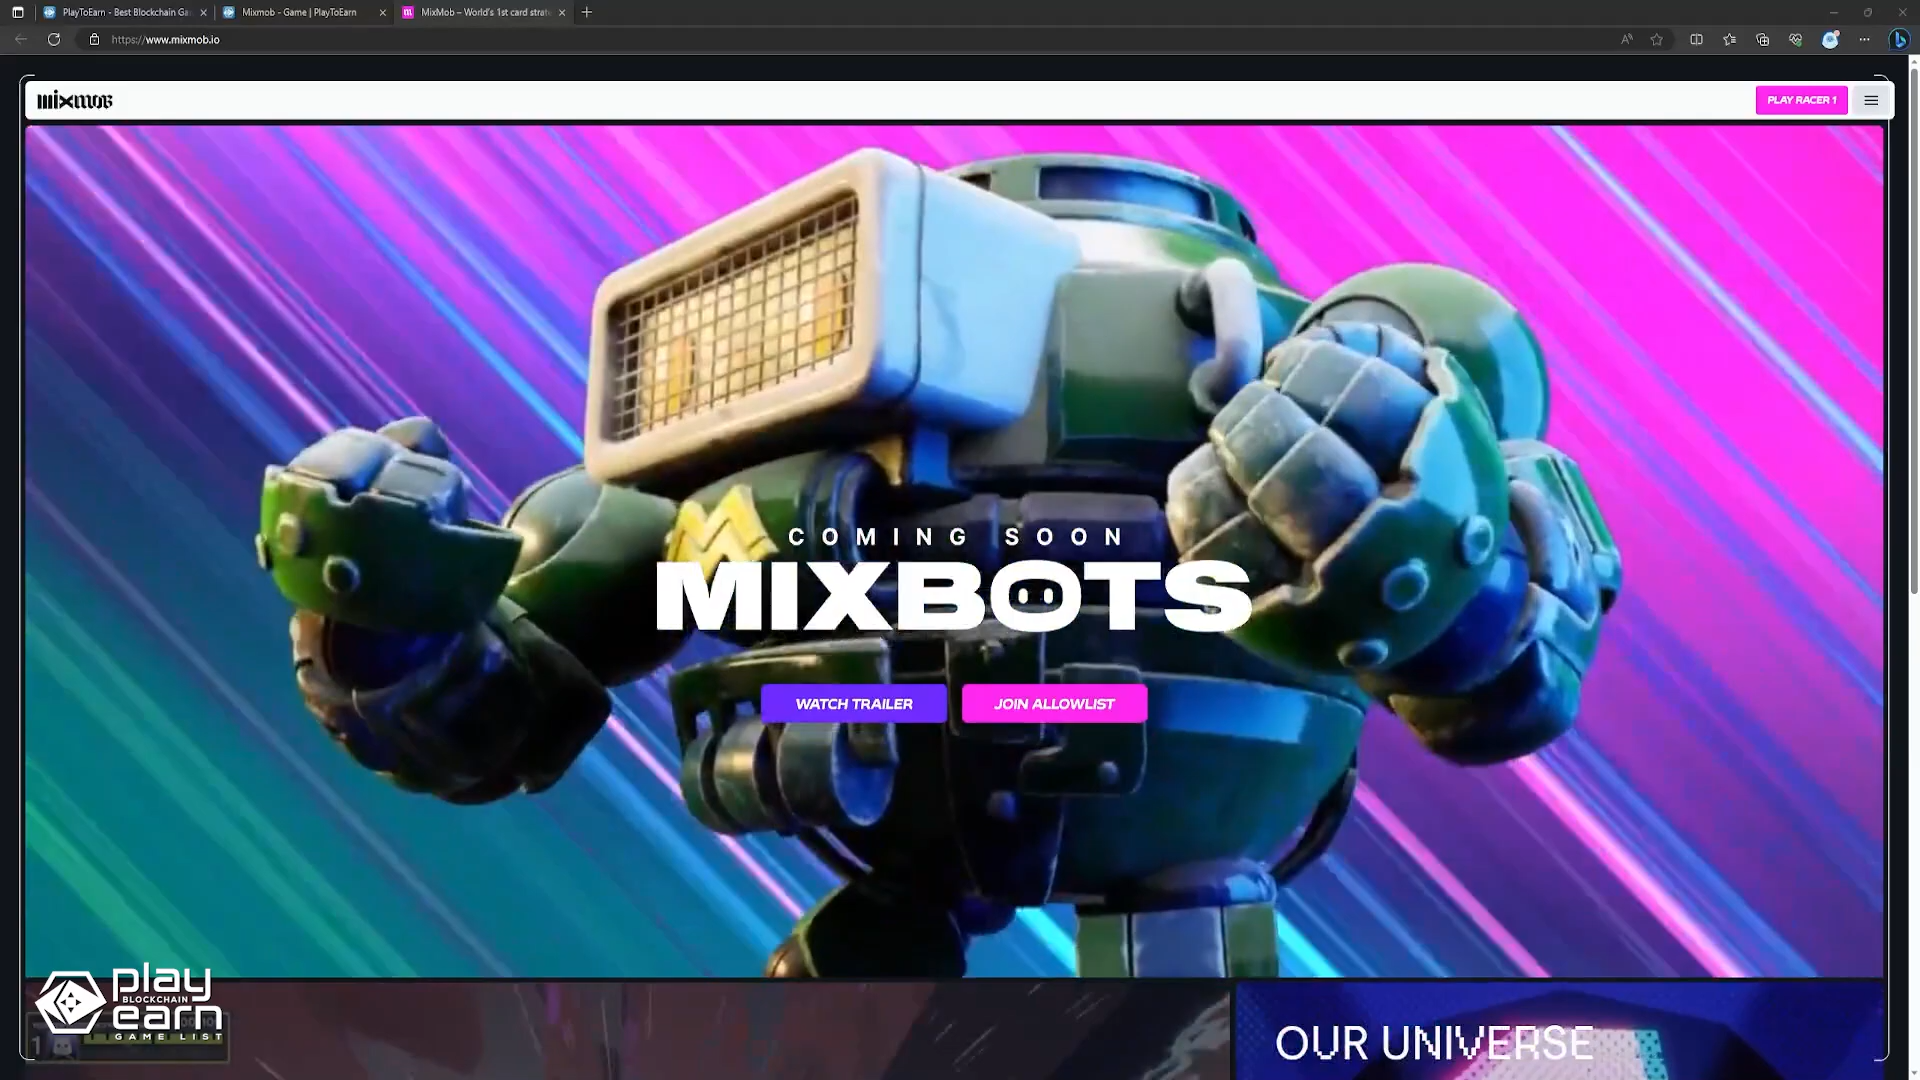 PlayToEarn - Best Blockchain Ga
Mixmob - Game | PlayToEarn
MixMob – World's 1st card strat
https://www.mixmob.io
mixmob
PLAY RACER 1
COMING SOON
MIXBOTS
WATCH TRAILER
JOIN ALLOWLIST
play
BLOCKCHAIN
earn
GAME LIST
1
OUR UNIVERSE